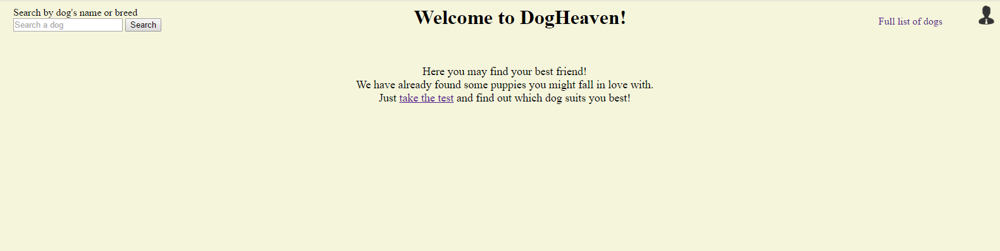 Search by dog's name or breed
Search a dog Search
Welcome to DogHeaven!
Full list of dogs
Here you may find your best friend!
We have already found some puppies you might fall in love with.
Just take the test and find out which dog suits you best!